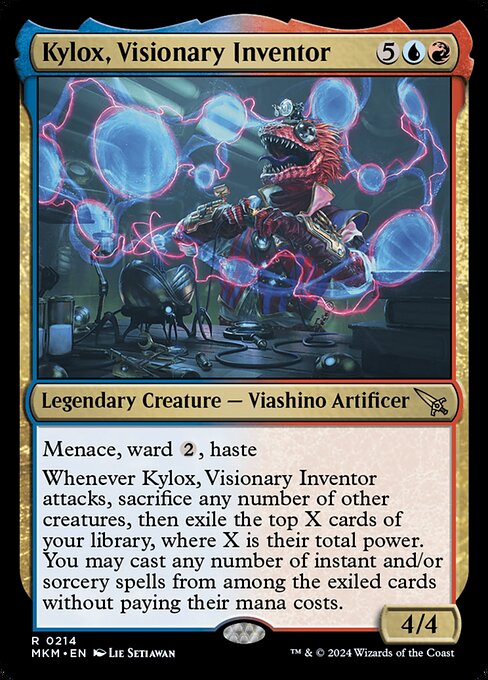 Kylox, Visionary Inventor 5
Legendary Creature — Viashino Artificer
Menace, ward 2, haste
Whenever Kylox, Visionary Inventor
attacks, sacrifice any number of other
creatures, then exile the top X cards of
your library, where X is their total power.
You may cast any number of instant and/or
sorcery spells from among the exiled cards
without paying their mana costs.
4/4
R 0214
MKM • EN Lie Setiawan
™ & © 2024 Wizards of the Coast